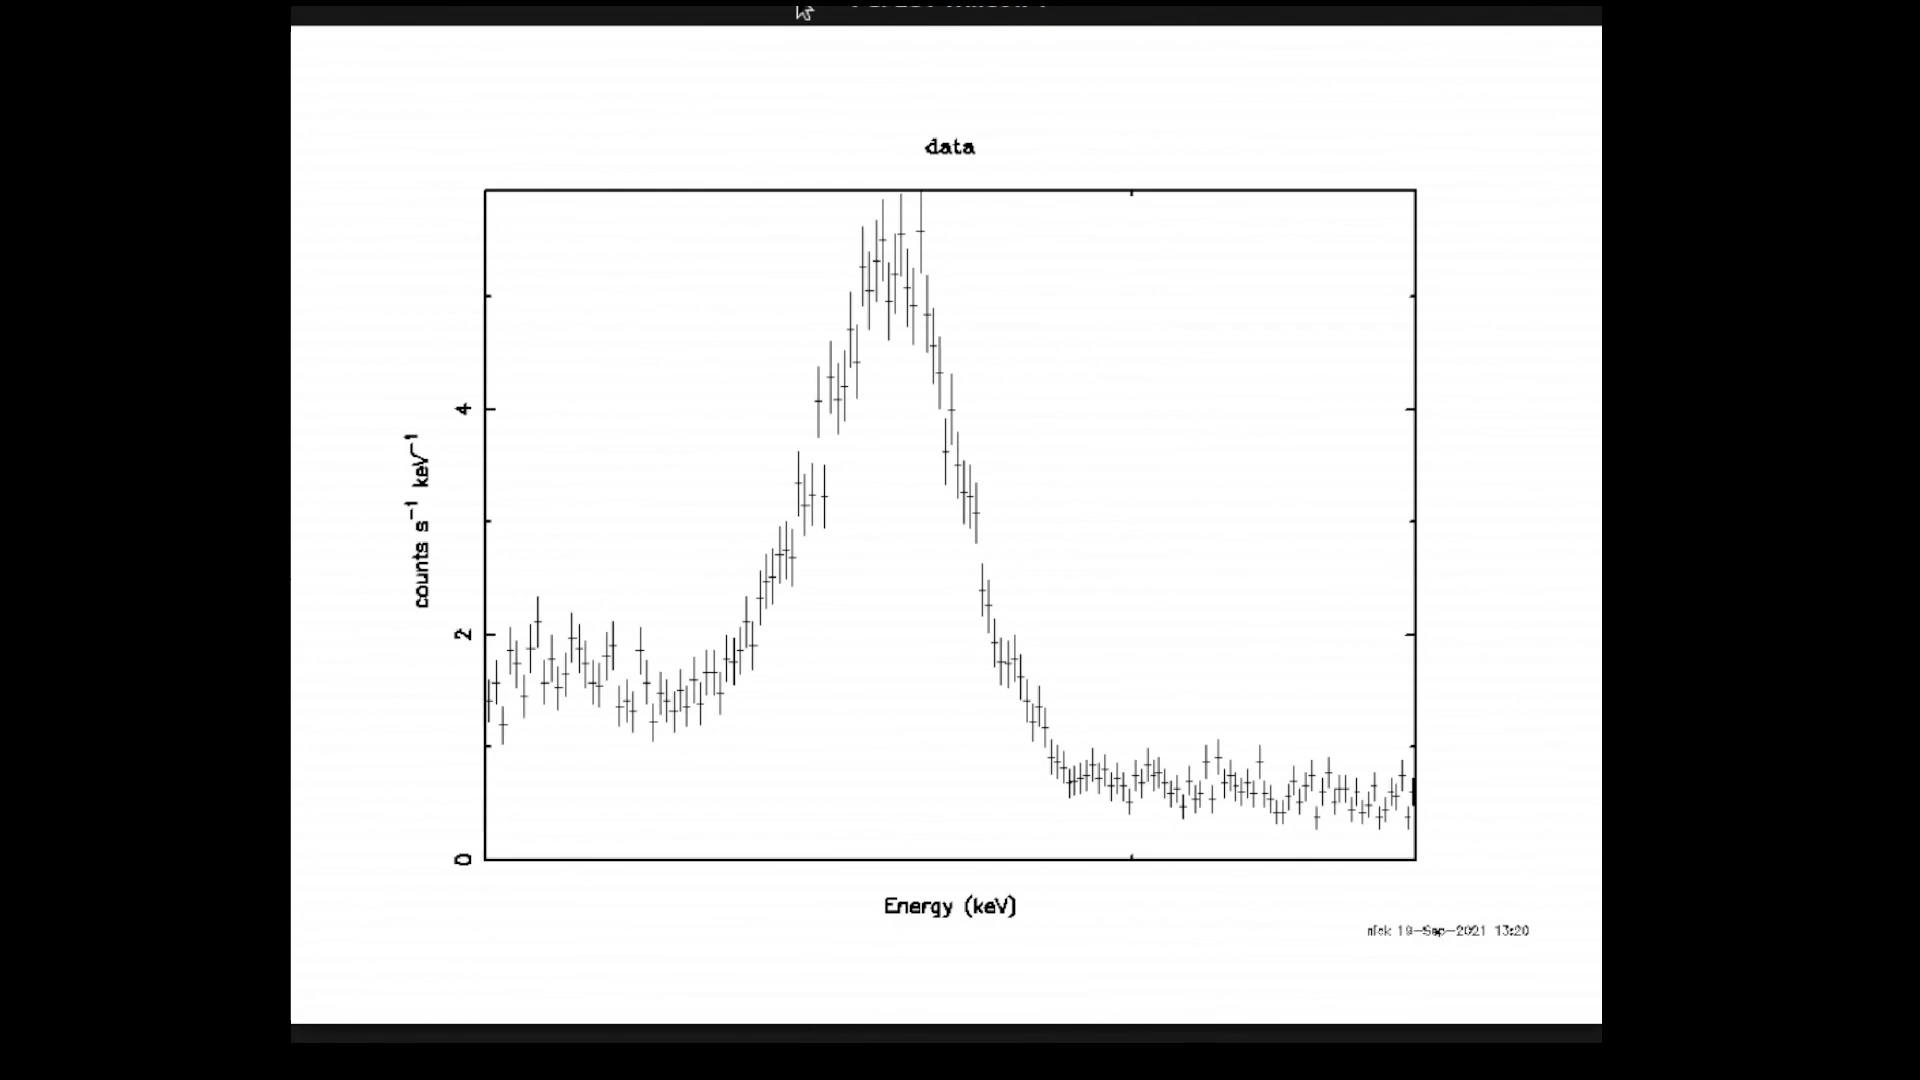 data
4
2
0
counts s⁻¹ keV⁻¹
Energy (keV)
19-Sep-2021 13:20